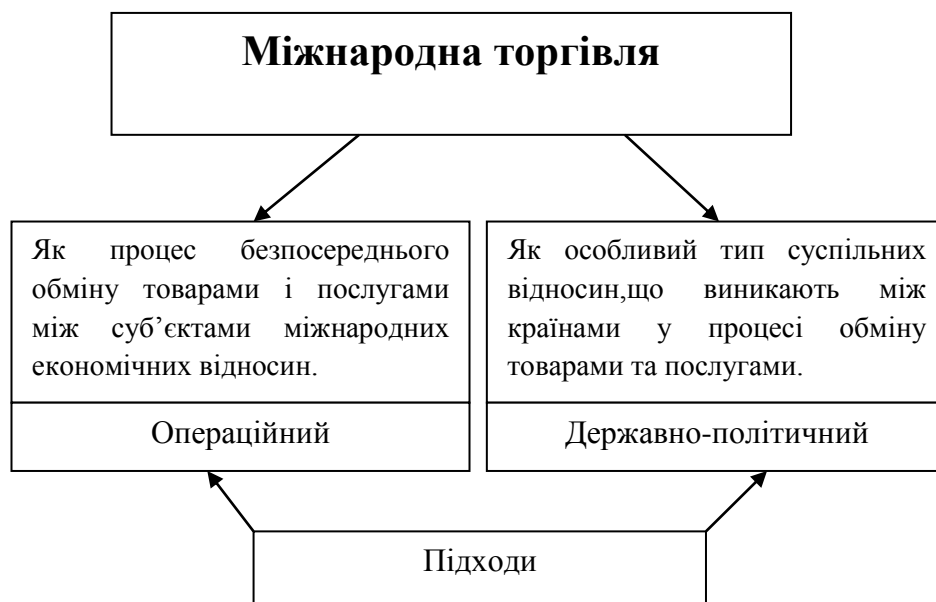 Міжнародна торгівля
Як процес безпосереднього
обміну товарами і послугами
між суб’єктами міжнародних
економічних відносин.
Операційний
Як особливий тип суспільних
відносин,що виникають між
країнами у процесі обміну
товарами та послугами.
Державно-політичний
Підходи